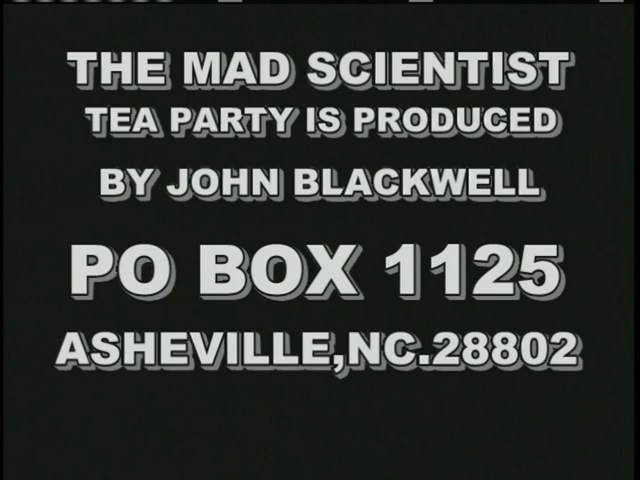 THE MAD SCIENTIST
TEA PARTY IS PRODUCED
BY JOHN BLACKWELL
PO BOX 1125
ASHEVILLE,NC.28802